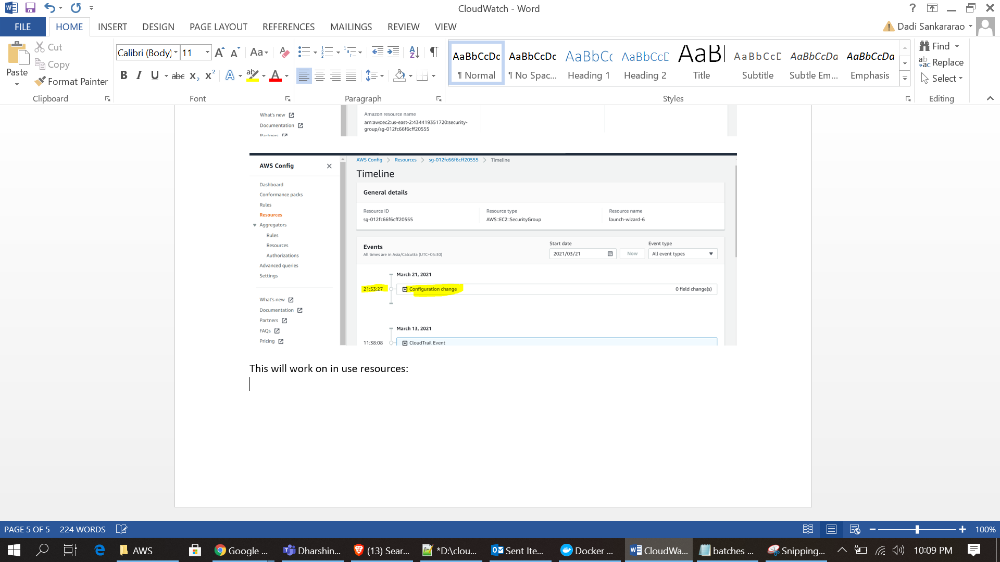 CloudWatch - Word
?
FILE HOME INSERT DESIGN PAGE LAYOUT REFERENCES MAILINGS REVIEW VIEW
Dadi Sankararao
Paste
Cut
Copy
Format Painter
Clipboard
Calibri (Body) 11
Font
Paragraph
AaBbCcDc AaBbCcDc AaBbCc AaBbCcD AaBl AaBbCcD AaBbCcDa AaBbCcDa
¶ Normal ¶ No Spac... Heading 1 Heading 2 Title Subtitle Subtle Em... Emphasis
Styles
Find
Replace
Select
Editing
What's new
Documentation
Partners
Amazon resource name
arn:aws:ec2:us-east-2:434419351720:security-
group/sg-012fc66f6cff20555
AWS Config
Dashboard
Conformance packs
Rules
Resources
Aggregators
Rules
Resources
Authorizations
Advanced queries
Settings
What's new
Documentation
Partners
FAQs
Pricing
AWS Config > Resources > sg-012fc66f6cff20555 > Timeline
Timeline
General details
Resource ID Resource type Resource name
sg-012fc66f6cff20555 AWS::EC2::SecurityGroup launch-wizard-6
Events
All times are in Asia/Calcutta (UTC+05:30)
Start date Event type
2021/03/21 Now All event types
March 21, 2021
21:53:27 Configuration change 0 field change(s)
March 13, 2021
11:38:08 CloudTrail Event
This will work on in use resources:
PAGE 5 OF 5 224 WORDS 100%
AWS Google ... Dharshin... (13) Sear... *D:\clou... Sent Ite... Docker ... CloudWa... batches ... Snipping... 10:09 PM